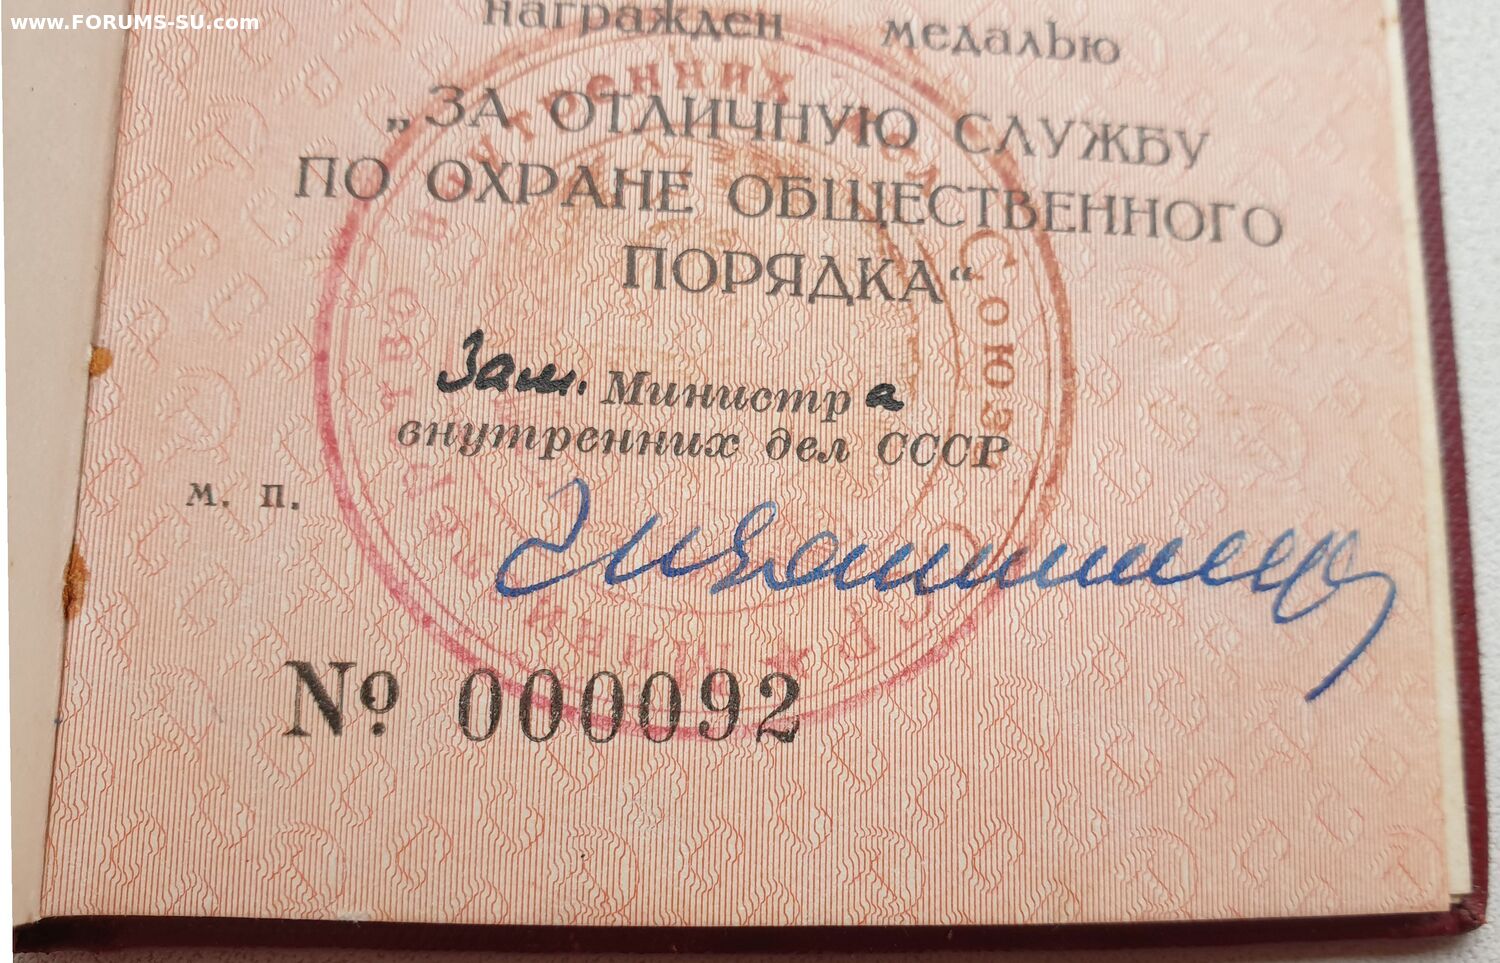 www.FORUMS-SU.com
награжден медалью
„ЗА ОТЛИЧНУЮ СЛУЖБУ
ПО ОХРАНЕ ОБЩЕСТВЕННОГО
ПОРЯДКА“
Зам. Министра
внутренних дел СССР
м. п.
№ 000092